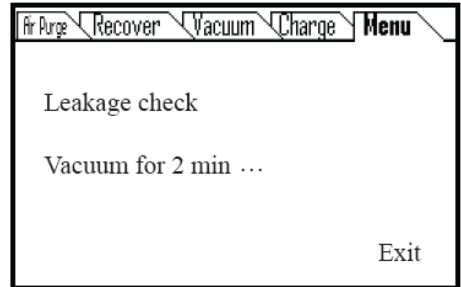 Air Purge Recover Vacuum Charge Menu
Leakage check
Vacuum for 2 min ...
Exit